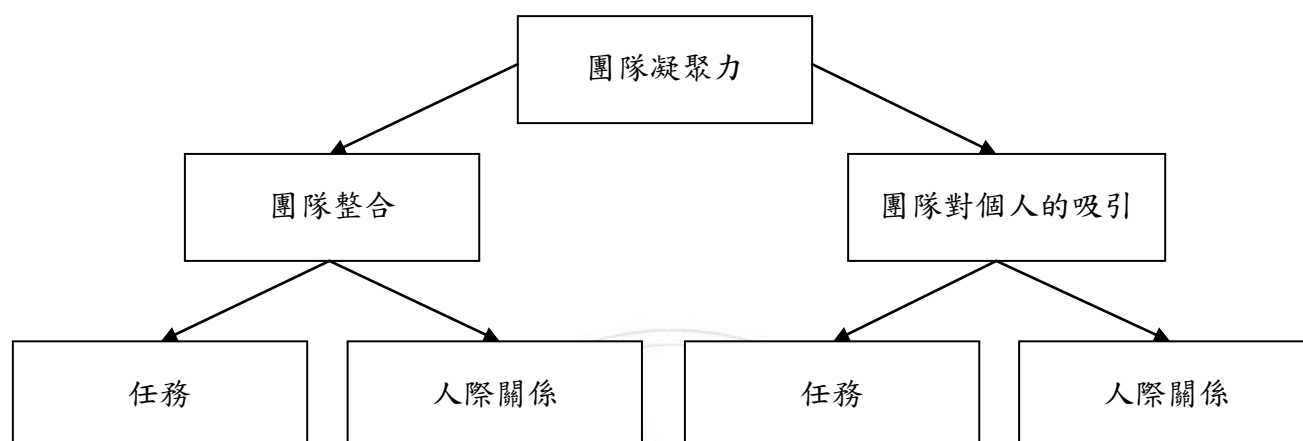 團隊凝聚力
團隊整合
團隊對個人的吸引
任務
人際關係
任務
人際關係